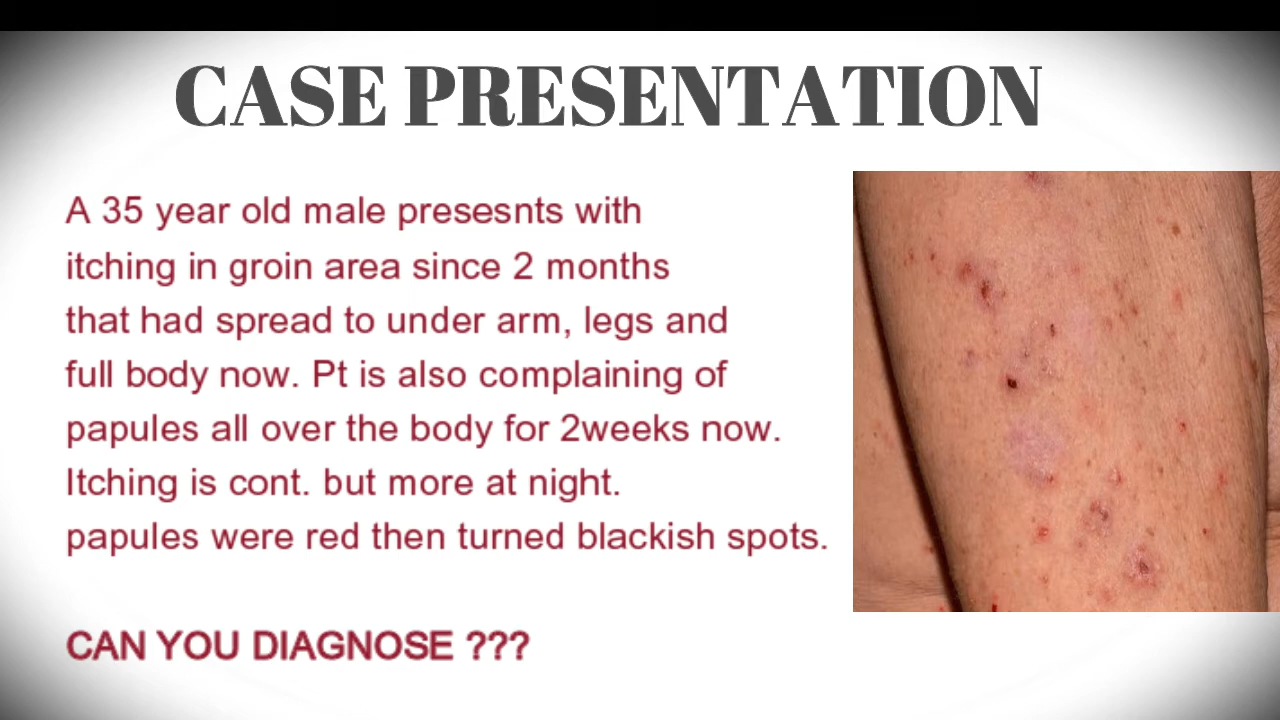 CASE PRESENTATION
A 35 year old male presesnts with
itching in groin area since 2 months
that had spread to under arm, legs and
full body now. Pt is also complaining of
papules all over the body for 2weeks now.
Itching is cont. but more at night.
papules were red then turned blackish spots.
CAN YOU DIAGNOSE ???